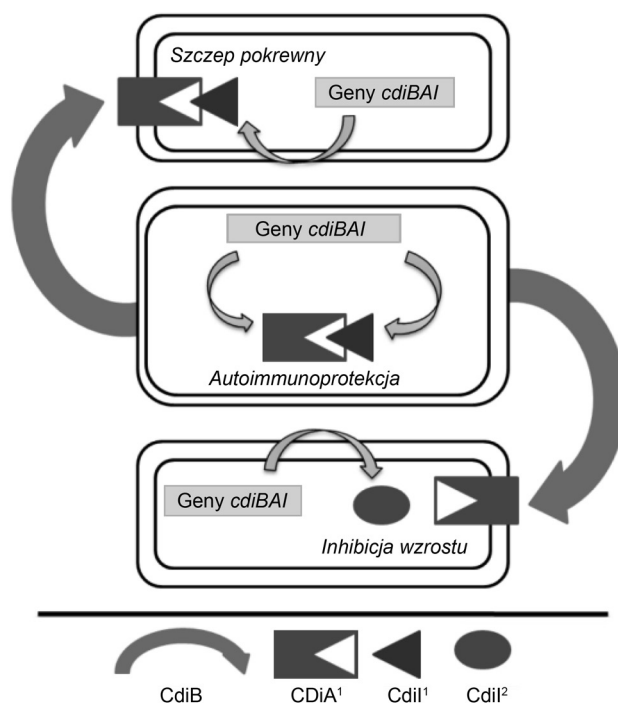 Szczep pokrewny
Geny cdiBAI
Geny cdiBAI
Autoimmunoprotekcja
Geny cdiBAI
Inhibicja wzrostu
CdiB
CDiA¹
CdiI¹
CdiI²